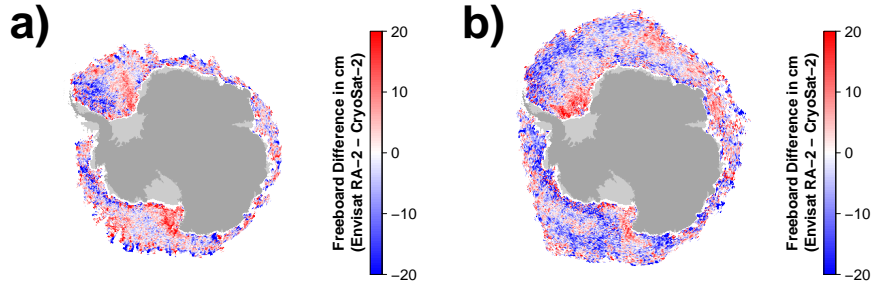 a)
20
10
0
−10
−20
Freeboard Difference in cm
(Envisat RA−2 − CryoSat−2)
b)
20
10
0
−10
−20
Freeboard Difference in cm
(Envisat RA−2 − CryoSat−2)